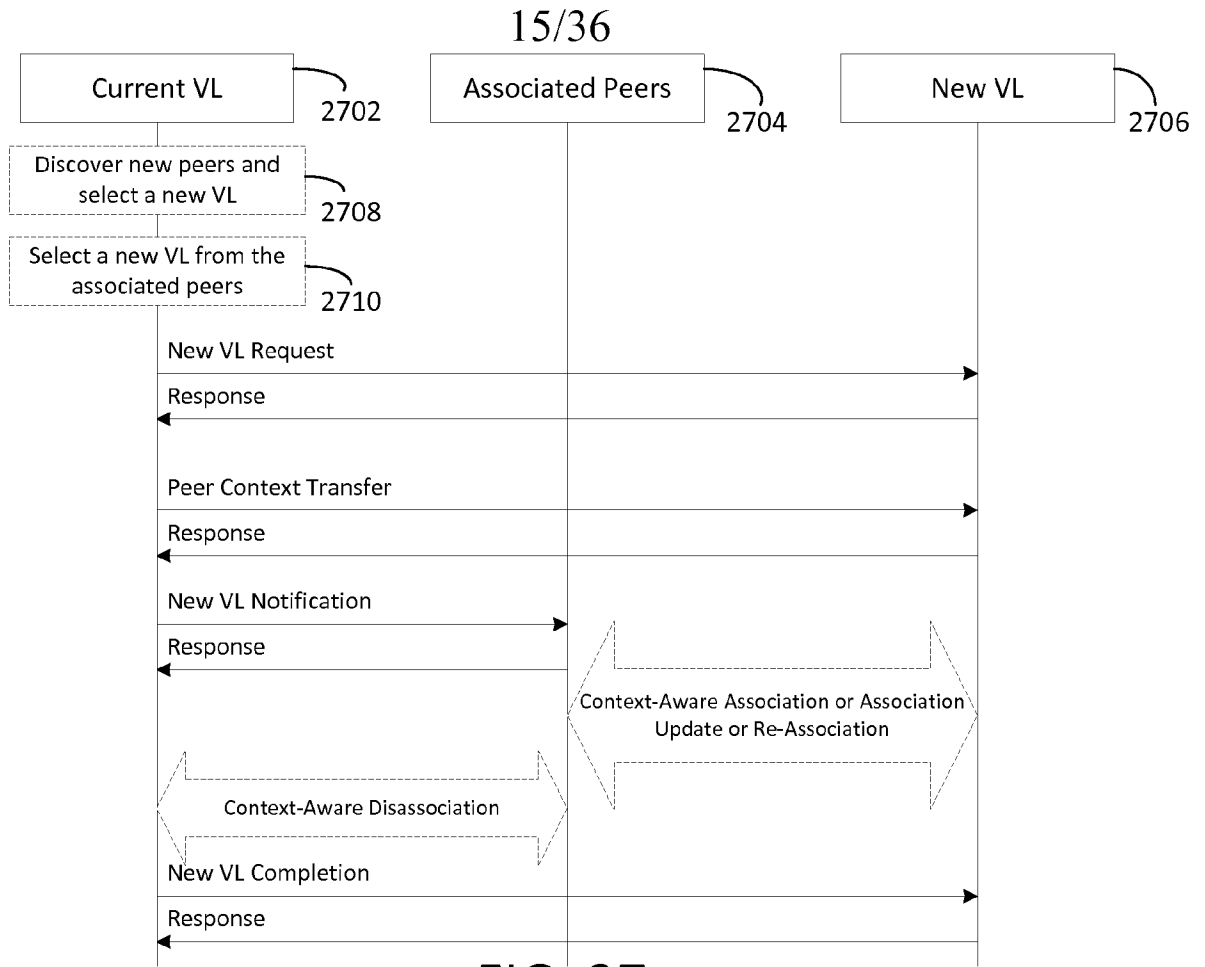 15/36
Current VL
2702
Associated Peers
2704
New VL
2706
Discover new peers and
select a new VL
2708
Select a new VL from the
associated peers
2710
New VL Request
Response
Peer Context Transfer
Response
New VL Notification
Response
Context-Aware Association or Association
Update or Re-Association
Context-Aware Disassociation
New VL Completion
Response